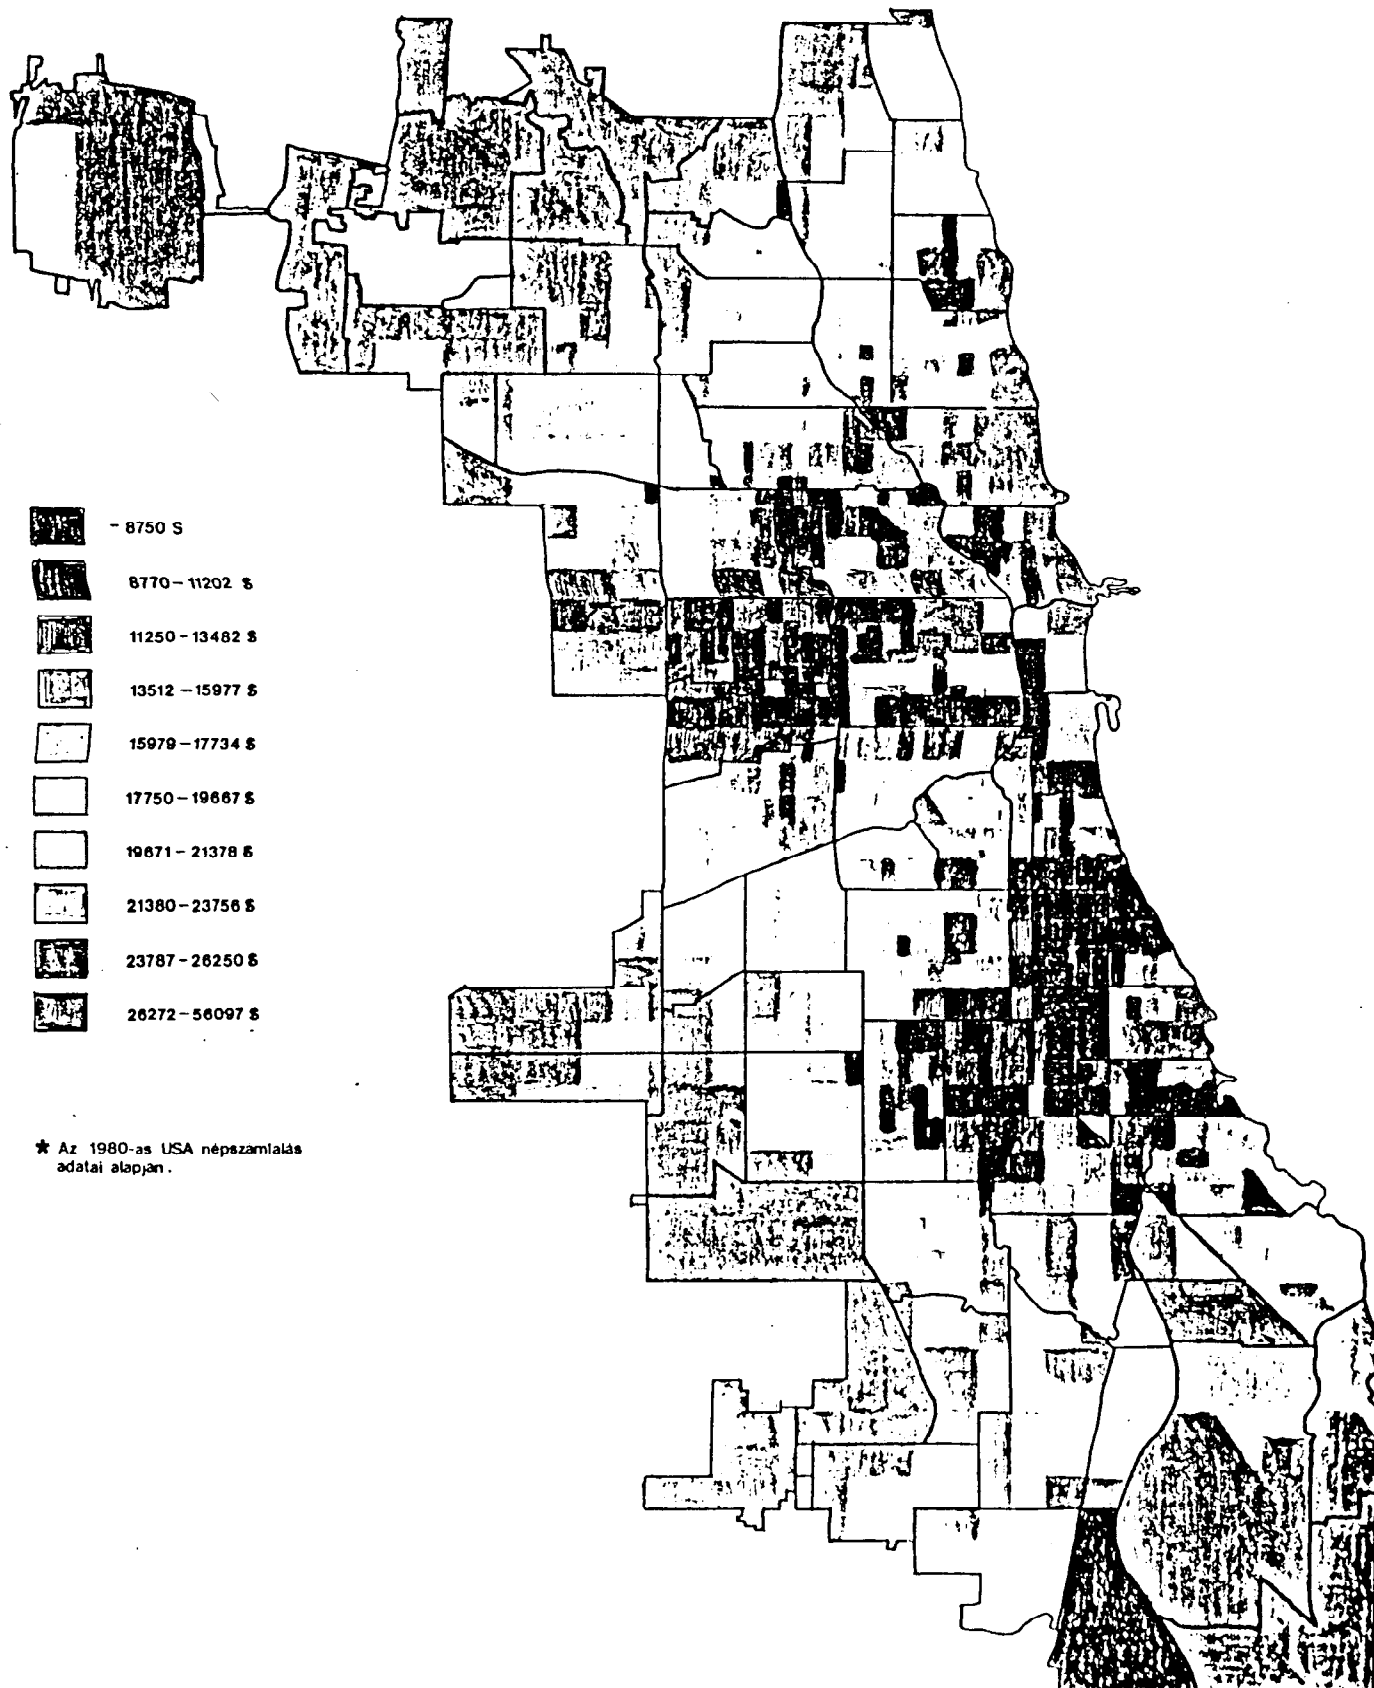 - 8750 S
8770 – 11202 $
11250 – 13482 $
13512 – 15977 $
15979 – 17734 $
17750 – 19667 $
19671 – 21378 $
21380 – 23756 $
23787 – 26250 $
26272 – 56097 $
★ Az 1980-as USA népszámlálás
adatai alapján.